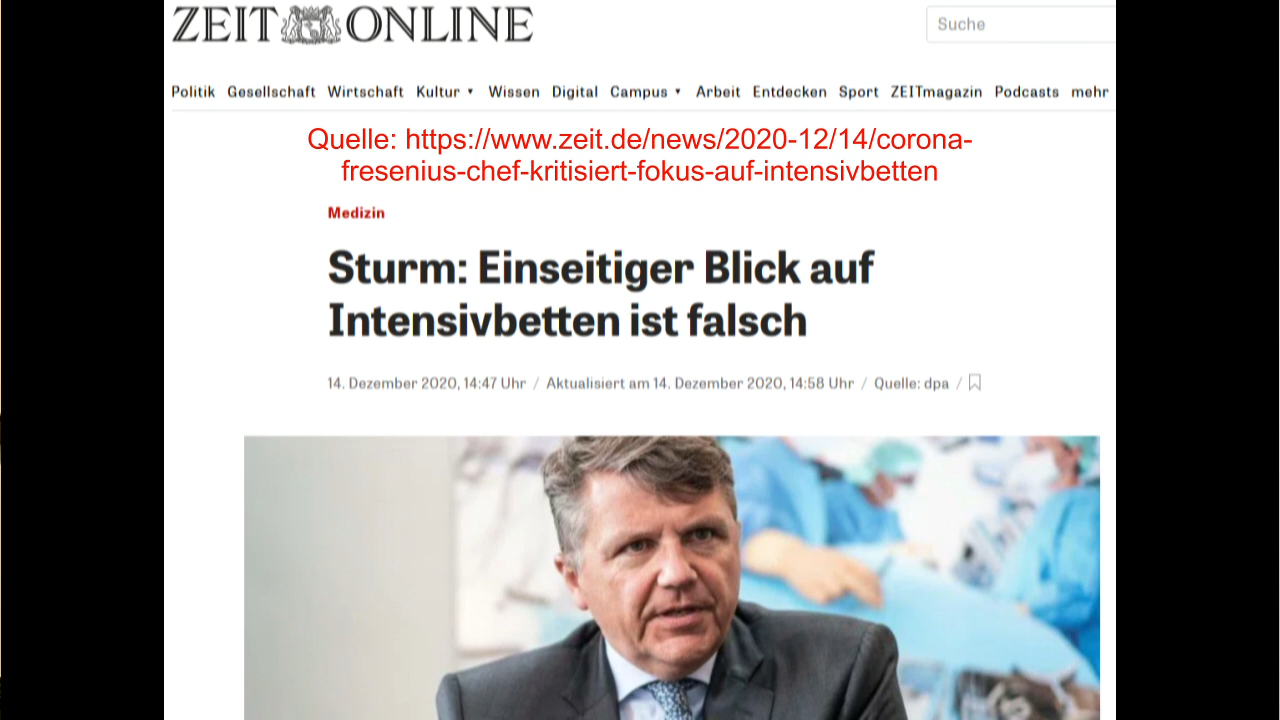 ZEIT ONLINE
Suche
Politik Gesellschaft Wirtschaft Kultur Wissen Digital Campus Arbeit Entdecken Sport ZEITmagazin Podcasts mehr
Quelle: https://www.zeit.de/news/2020-12/14/corona-
fresenius-chef-kritisiert-fokus-auf-intensivbetten
Medizin
Sturm: Einseitiger Blick auf
Intensivbetten ist falsch
14. Dezember 2020, 14:47 Uhr / Aktualisiert am 14. Dezember 2020, 14:58 Uhr / Quelle: dpa /